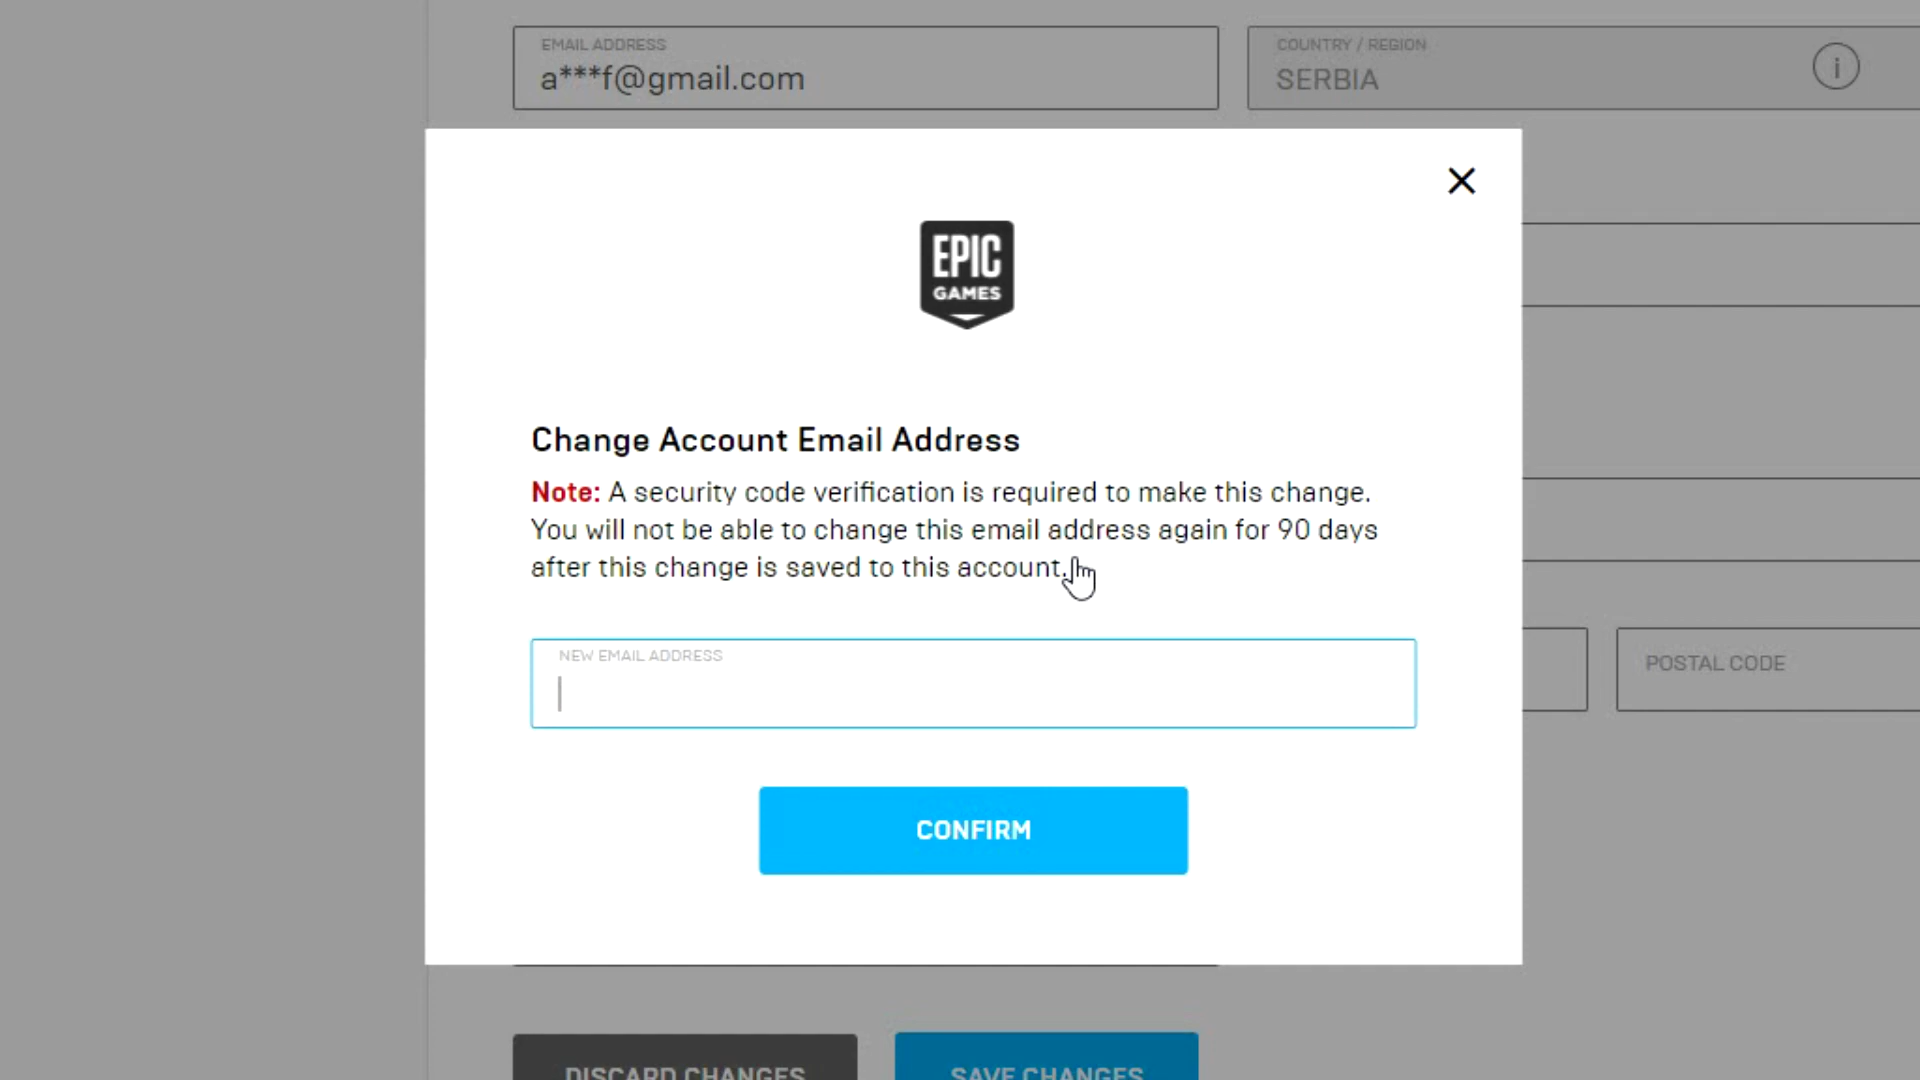 EMAIL ADDRESS
a***f@gmail.com
COUNTRY / REGION
SERBIA
i
EPIC
GAMES
Change Account Email Address
Note: A security code verification is required to make this change.
You will not be able to change this email address again for 90 days
after this change is saved to this account.
NEW EMAIL ADDRESS
POSTAL CODE
CONFIRM
DISCARD CHANGES
SAVE CHANGES